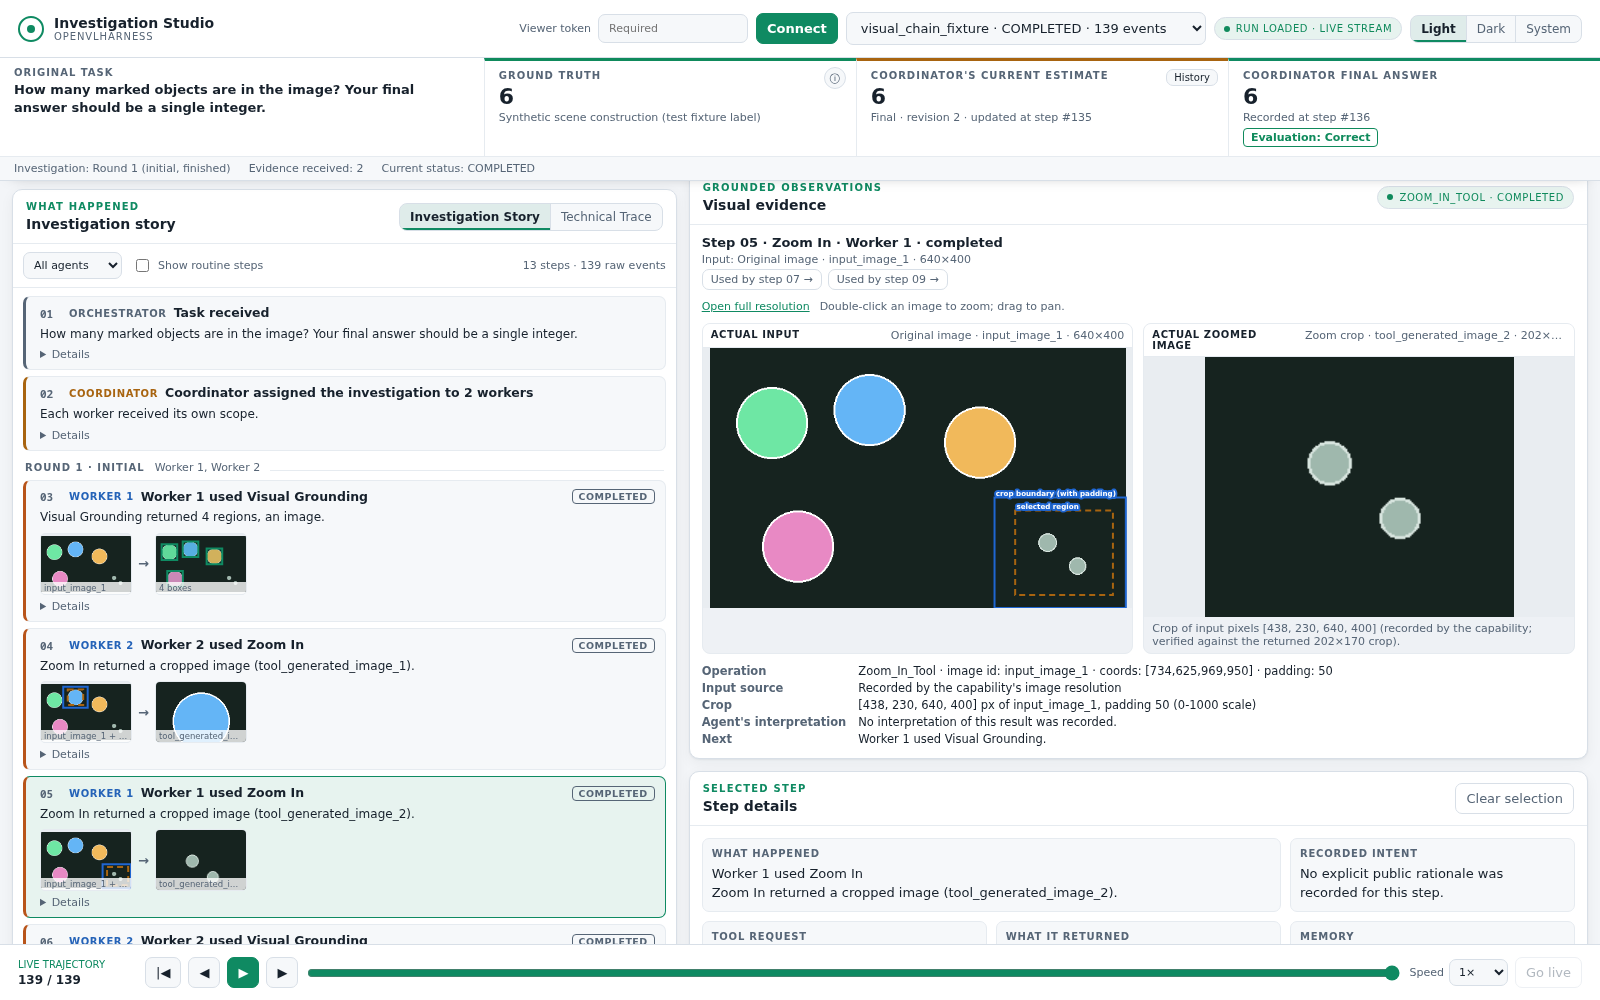 Investigation Studio
OPENVLHARNESS
Viewer token
Required
Connect
visual_chain_fixture · COMPLETED · 139 events
RUN LOADED · LIVE STREAM
Light
Dark
System
ORIGINAL TASK
How many marked objects are in the image? Your final
answer should be a single integer.
GROUND TRUTH
ⓘ
6
Synthetic scene construction (test fixture label)
COORDINATOR'S CURRENT ESTIMATE
History
6
Final · revision 2 · updated at step #135
COORDINATOR FINAL ANSWER
6
Recorded at step #136
Evaluation: Correct
Investigation: Round 1 (initial, finished)
Evidence received: 2
Current status: COMPLETED
WHAT HAPPENED
Investigation story
Investigation Story
Technical Trace
All agents
Show routine steps
13 steps · 139 raw events
01 ORCHESTRATOR Task received
How many marked objects are in the image? Your final answer should be a single integer.
Details
02 COORDINATOR Coordinator assigned the investigation to 2 workers
Each worker received its own scope.
Details
ROUND 1 · INITIAL Worker 1, Worker 2
03 WORKER 1 Worker 1 used Visual Grounding
COMPLETED
Visual Grounding returned 4 regions, an image.
input_image_1
→
4 boxes
Details
04 WORKER 2 Worker 2 used Zoom In
COMPLETED
Zoom In returned a cropped image (tool_generated_image_1).
input_image_1 + ...
→
tool_generated_i...
Details
05 WORKER 1 Worker 1 used Zoom In
COMPLETED
Zoom In returned a cropped image (tool_generated_image_2).
input_image_1 + ...
→
tool_generated_i...
Details
06 WORKER 2 Worker 2 used Visual Grounding
COMPLETED
GROUNDED OBSERVATIONS
Visual evidence
ZOOM_IN_TOOL · COMPLETED
Step 05 · Zoom In · Worker 1 · completed
Input: Original image · input_image_1 · 640×400
Used by step 07 →
Used by step 09 →
Open full resolution
Double-click an image to zoom; drag to pan.
ACTUAL INPUT
Original image · input_image_1 · 640×400
crop boundary (with padding)
selected region
ACTUAL ZOOMED
IMAGE
Zoom crop · tool_generated_image_2 · 202×...
Crop of input pixels [438, 230, 640, 400] (recorded by the capability;
verified against the returned 202×170 crop).
Operation Zoom_In_Tool · image id: input_image_1 · coords: [734,625,969,950] · padding: 50
Input source Recorded by the capability's image resolution
Crop [438, 230, 640, 400] px of input_image_1, padding 50 (0-1000 scale)
Agent's interpretation No interpretation of this result was recorded.
Next Worker 1 used Visual Grounding.
SELECTED STEP
Step details
Clear selection
WHAT HAPPENED
Worker 1 used Zoom In
Zoom In returned a cropped image (tool_generated_image_2).
RECORDED INTENT
No explicit public rationale was
recorded for this step.
TOOL REQUEST
WHAT IT RETURNED
MEMORY
LIVE TRAJECTORY
139 / 139
Speed
1×
Go live